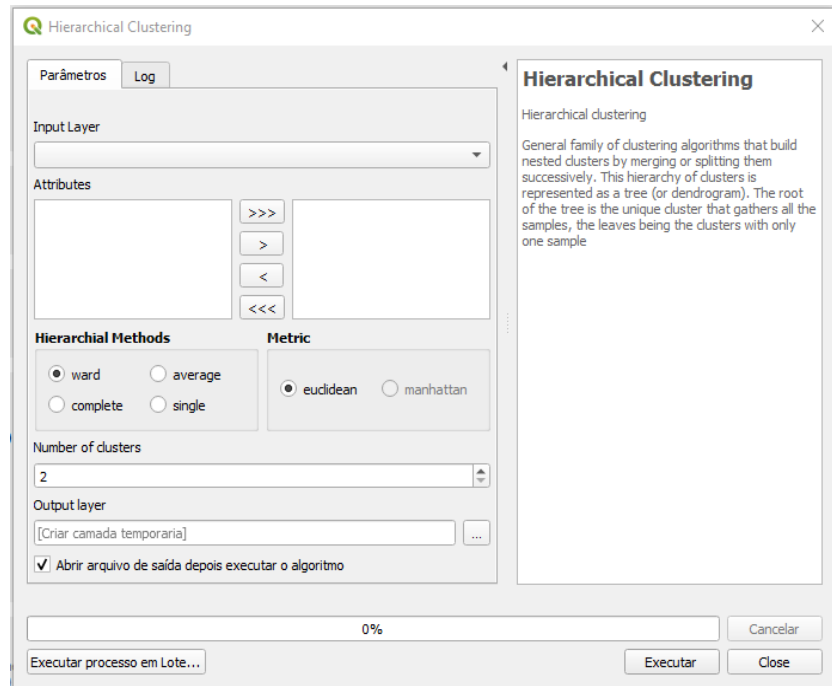 Hierarchical Clustering
Parâmetros
Log
Input Layer
Attributes
>>>
>
<
<<<
Hierarchial Methods
Metric
ward
average
complete
single
euclidean
manhattan
Number of clusters
2
Output layer
[Criar camada temporaria]
...
Abrir arquivo de saída depois executar o algoritmo
Hierarchical Clustering
Hierarchical clustering
General family of clustering algorithms that build
nested clusters by merging or splitting them
successively. This hierarchy of clusters is
represented as a tree (or dendrogram). The root
of the tree is the unique cluster that gathers all the
samples, the leaves being the clusters with only
one sample
0%
Cancelar
Executar processo em Lote...
Executar
Close